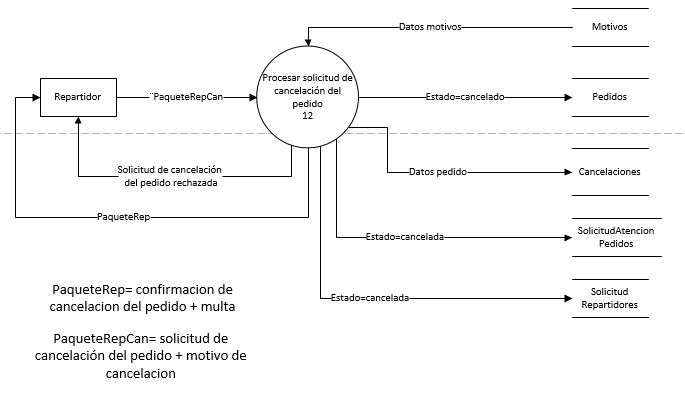 Datos motivos
Motivos
Procesar solicitud de
cancelación del
pedido
12
Repartidor
¨PaqueteRepCan
Estado=cancelado
Pedidos
Solicitud de cancelación
del pedido rechazada
Datos pedido
Cancelaciones
PaqueteRep
Estado=cancelada
SolicitudAtencion
Pedidos
Estado=cancelada
Solicitud
Repartidores
PaqueteRep= confirmacion de
cancelacion del pedido + multa
PaqueteRepCan= solicitud de
cancelación del pedido + motivo de
cancelacion